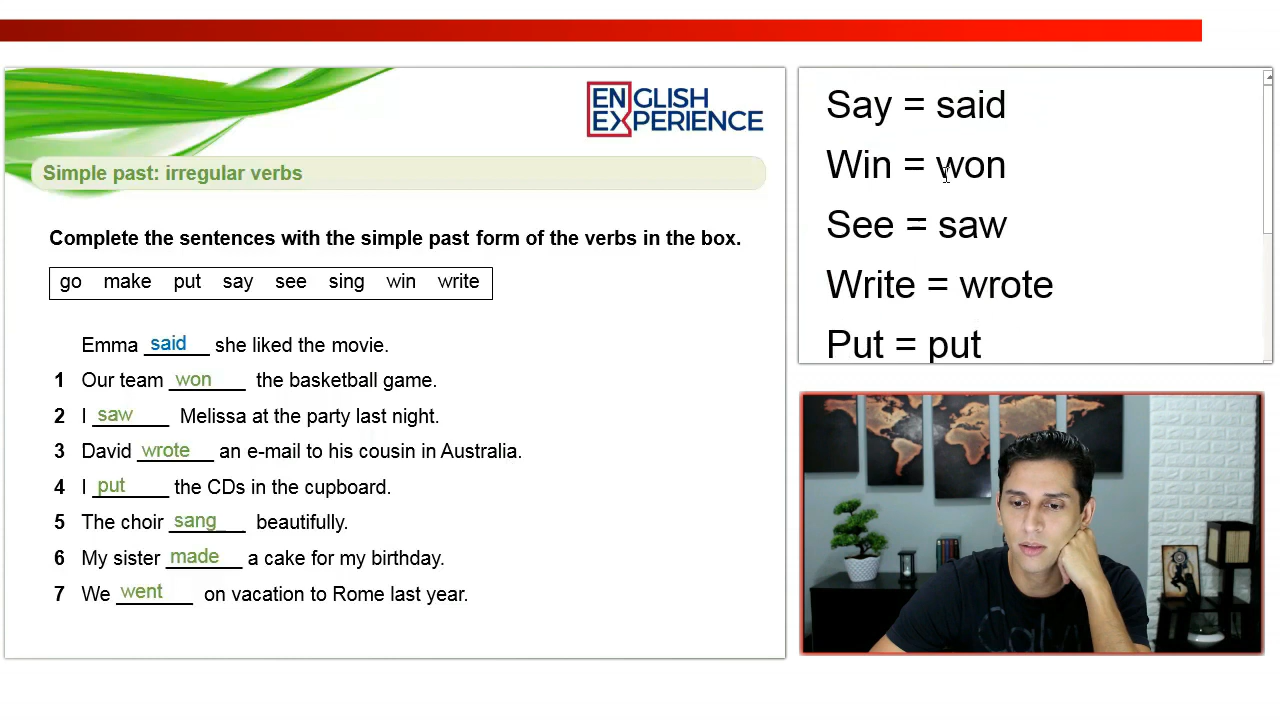 ENGLISH
EXPERIENCE
Simple past: irregular verbs
Complete the sentences with the simple past form of the verbs in the box.
go make put say see sing win write
Emma said she liked the movie.
1 Our team won the basketball game.
2 I saw Melissa at the party last night.
3 David wrote an e-mail to his cousin in Australia.
4 I put the CDs in the cupboard.
5 The choir sang beautifully.
6 My sister made a cake for my birthday.
7 We went on vacation to Rome last year.
Say = said
Win = won
See = saw
Write = wrote
Put = put